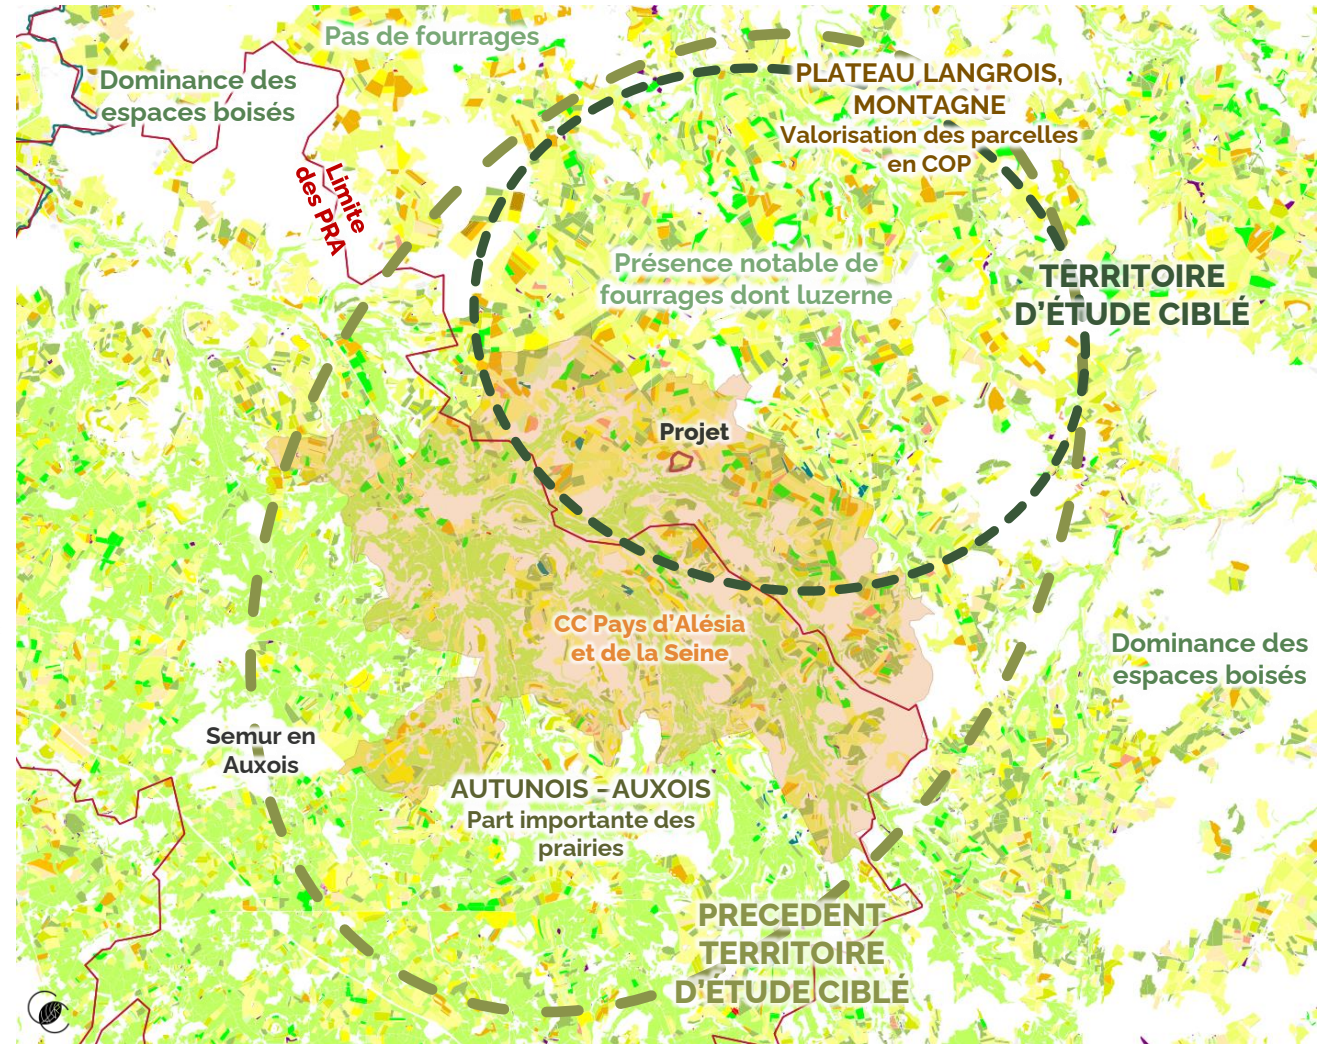 Pas de fourrages
Dominance des
espaces boisés
PLATEAU LANGROIS,
MONTAGNE
Valorisation des parcelles
en COP
Limite
des PRA
Présence notable de
fourrages dont luzerne
TERRITOIRE
D'ÉTUDE CIBLÉ
Projet
CC Pays d'Alésia
et de la Seine
Dominance des
espaces boisés
Semur en
Auxois
AUTUNOIS – AUXOIS
Part importante des
prairies
PRECEDENT
TERRITOIRE
D'ÉTUDE CIBLÉ